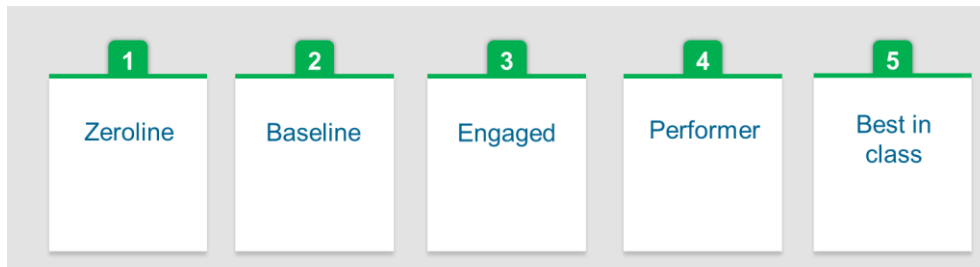 1
Zeroline
2
Baseline
3
Engaged
4
Performer
5
Best in
class